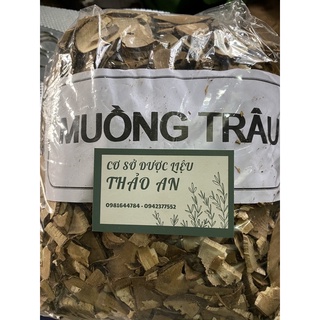 MUỒNG TRÂU
CƠ SỞ DƯỢC LIỆU
THẢO AN
0981644784 - 0942377552